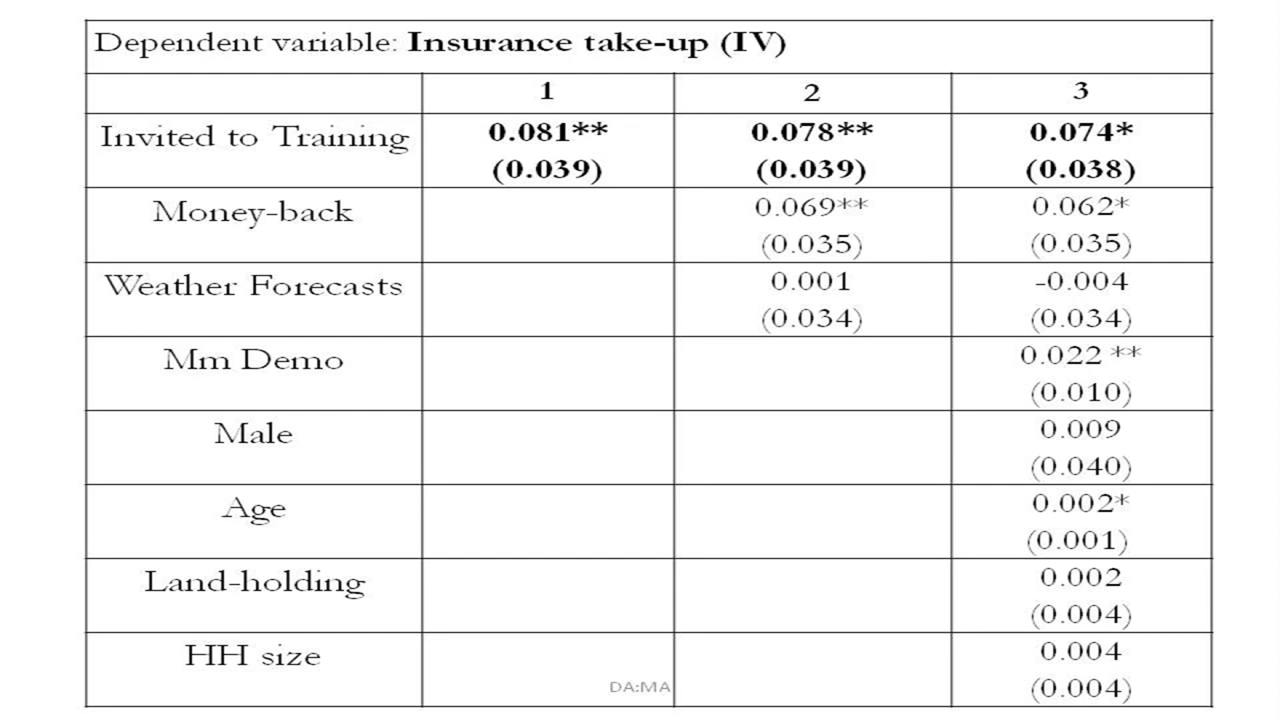 Dependent variable: Insurance take-up (IV)
1 2 3
Invited to Training 0.081** 0.078** 0.074*
(0.039) (0.039) (0.038)
Money-back 0.069** 0.062*
(0.035) (0.035)
Weather Forecasts 0.001 -0.004
(0.034) (0.034)
Mm Demo 0.022 **
(0.010)
Male 0.009
(0.040)
Age 0.002*
(0.001)
Land-holding 0.002
(0.004)
HH size 0.004
(0.004)
DA:MA